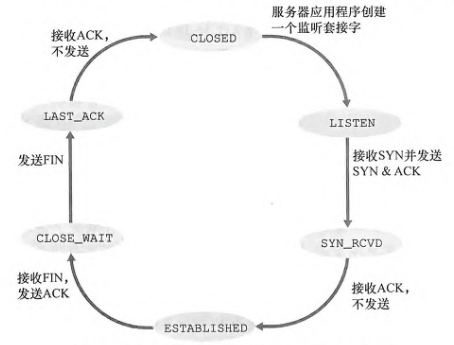 服务器应用程序创建
一个监听套接字
接收ACK，
不发送
CLOSED
LAST_ACK
LISTEN
发送FIN
接收SYN并发送
SYN & ACK
CLOSE_WAIT
SYN_RCVD
接收FIN，
发送ACK
接收ACK，
不发送
ESTABLISHED